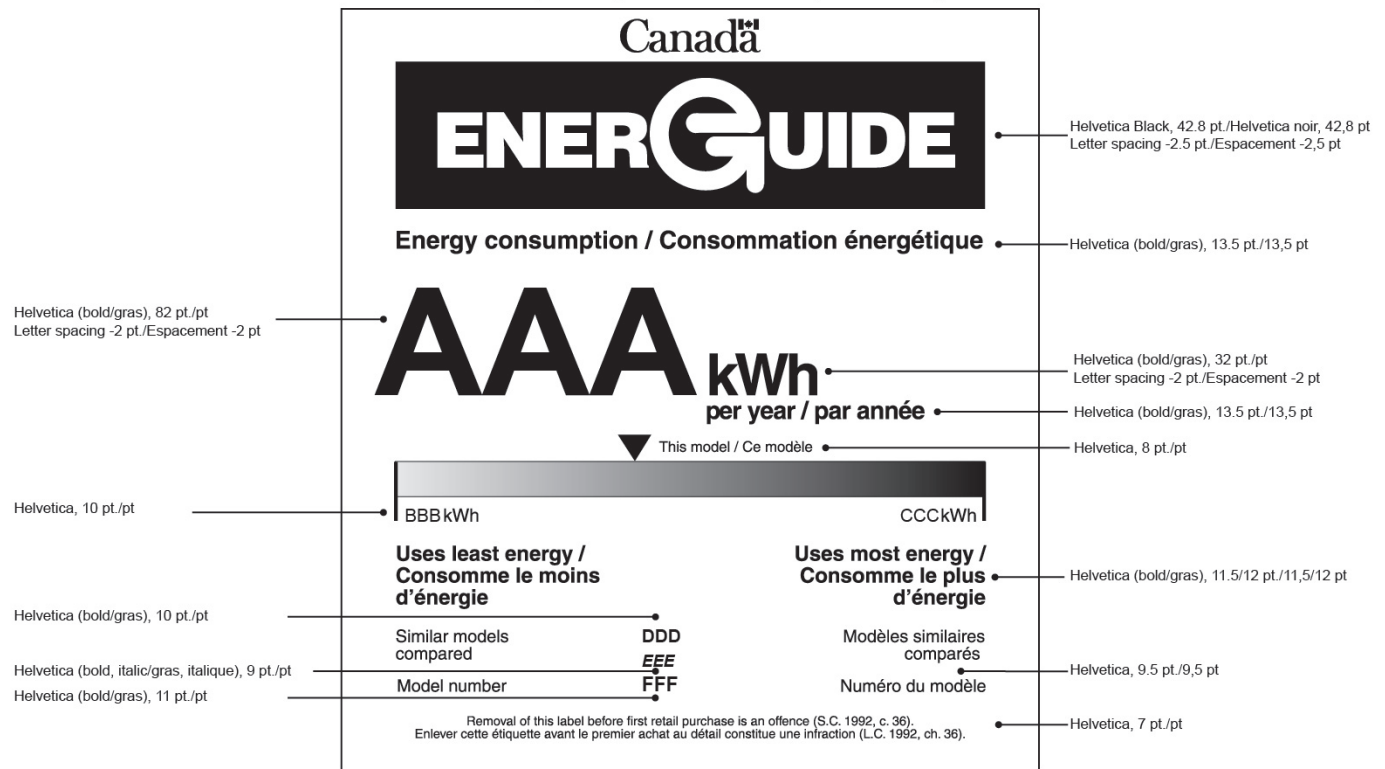 Canada
ENERGUIDE
Helvetica Black, 42.8 pt./Helvetica noir, 42,8 pt
Letter spacing -2.5 pt./Espacement -2,5 pt
Energy consumption / Consommation énergétique
Helvetica (bold/gras), 13.5 pt./13,5 pt
Helvetica (bold/gras), 82 pt./pt
Letter spacing -2 pt./Espacement -2 pt
AAA kWh
Helvetica (bold/gras), 32 pt./pt
Letter spacing -2 pt./Espacement -2 pt
per year / par année
Helvetica (bold/gras), 13.5 pt./13,5 pt
This model / Ce modèle
Helvetica, 8 pt./pt
Helvetica, 10 pt./pt
BBB kWh
CCC kWh
Uses least energy /
Consomme le moins
d’énergie
Uses most energy /
Consomme le plus
d’énergie
Helvetica (bold/gras), 11.5/12 pt./11,5/12 pt
Helvetica (bold/gras), 10 pt./pt
Similar models
compared
DDD
Modèles similaires
comparés
Helvetica (bold, italic/gras, italique), 9 pt./pt
EEE
Helvetica, 9.5 pt./9,5 pt
Helvetica (bold/gras), 11 pt./pt
Model number
FFF
Numéro du modèle
Removal of this label before first retail purchase is an offence (S.C. 1992, c. 36).
Enlever cette étiquette avant le premier achat au détail constitue une infraction (L.C. 1992, ch. 36).
Helvetica, 7 pt./pt